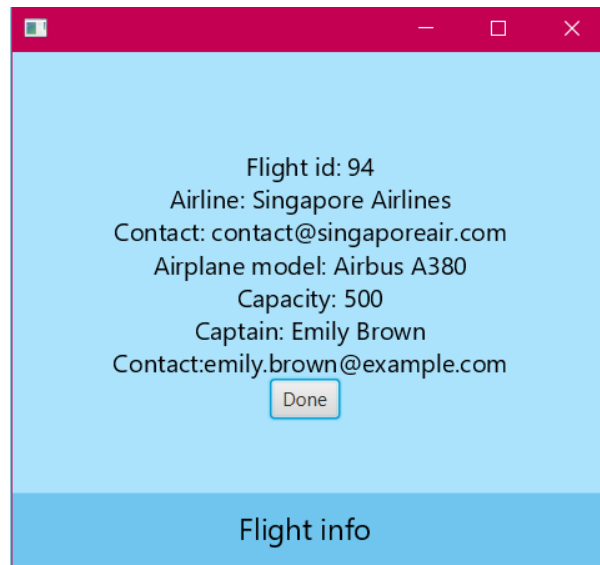 Flight id: 94
Airline: Singapore Airlines
Contact: contact@singaporeair.com
Airplane model: Airbus A380
Capacity: 500
Captain: Emily Brown
Contact:emily.brown@example.com
Done
Flight info